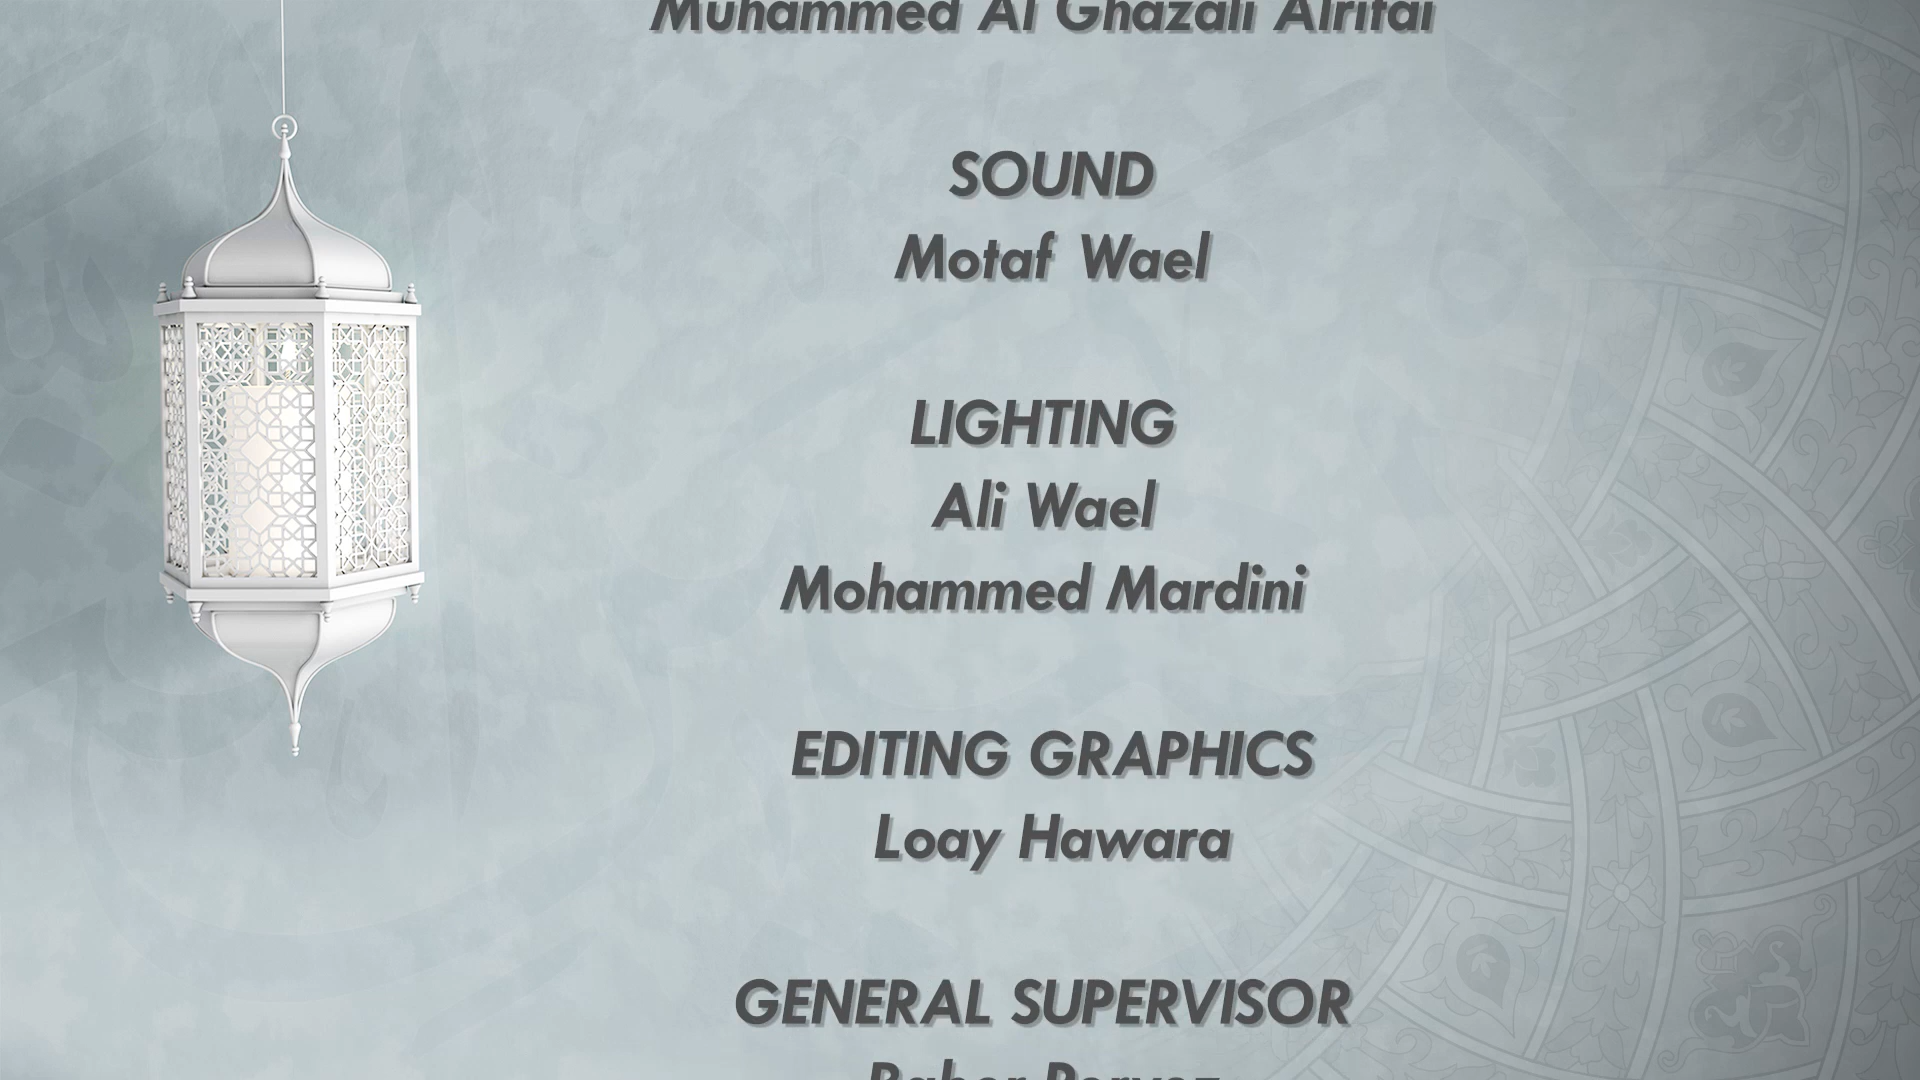 Muhammed Al Ghazali Alrifai
SOUND
Motaf Wael
LIGHTING
Ali Wael
Mohammed Mardini
EDITING GRAPHICS
Loay Hawara
GENERAL SUPERVISOR